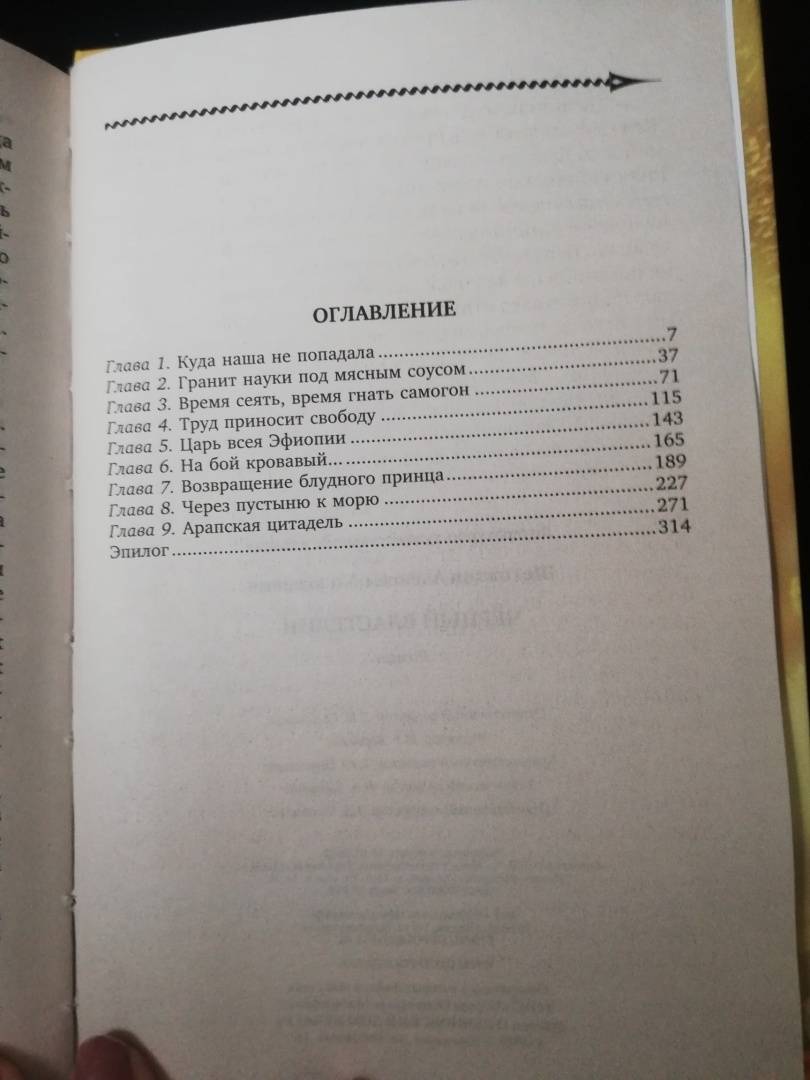 ОГЛАВЛЕНИЕ
Глава 1. Куда наша не попадала.....7
Глава 2. Гранит науки под мясным соусом.....37
Глава 3. Время сеять, время гнать самогон.....71
Глава 4. Труд приносит свободу.....115
Глава 5. Царь всея Эфиопии.....143
Глава 6. На бой кровавый.....165
Глава 7. Возвращение блудного принца.....189
Глава 8. Через пустыню к морю.....227
Глава 9. Арапская цитадель.....271
Эпилог.....314